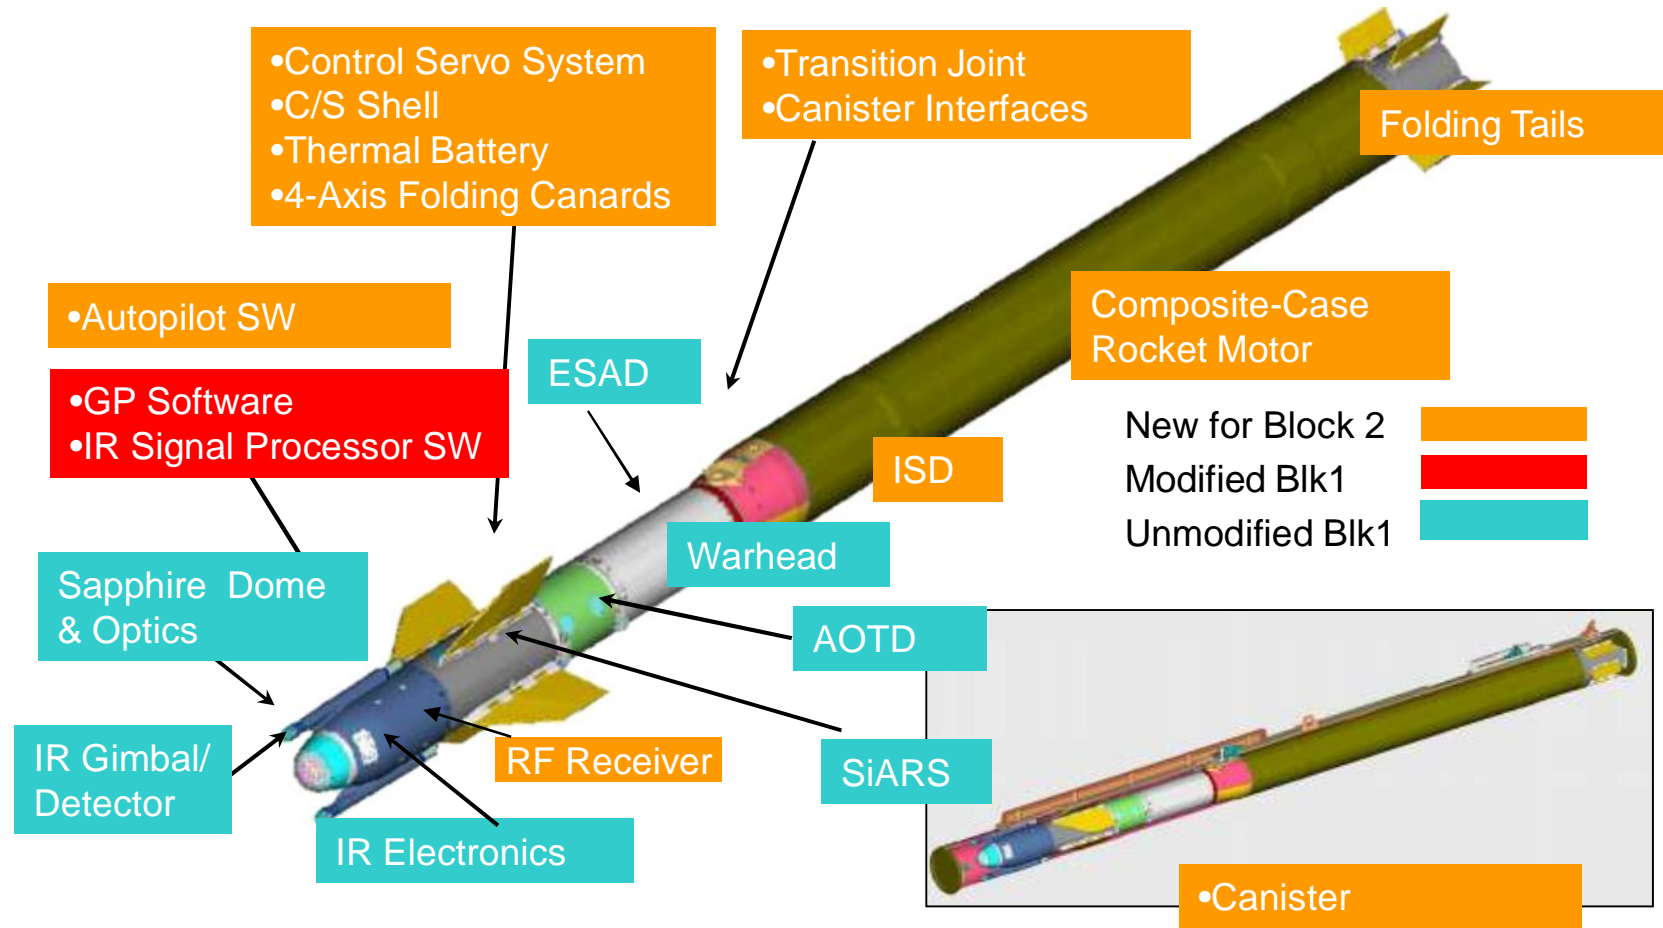 •Control Servo System
•C/S Shell
•Thermal Battery
•4-Axis Folding Canards
•Transition Joint
•Canister Interfaces
Folding Tails
•Autopilot SW
•GP Software
•IR Signal Processor SW
ESAD
Composite-Case
Rocket Motor
ISD
New for Block 2
Modified Blk1
Unmodified Blk1
Warhead
Sapphire  Dome
& Optics
AOTD
IR Gimbal/
Detector
RF Receiver
SiARS
IR Electronics
•Canister